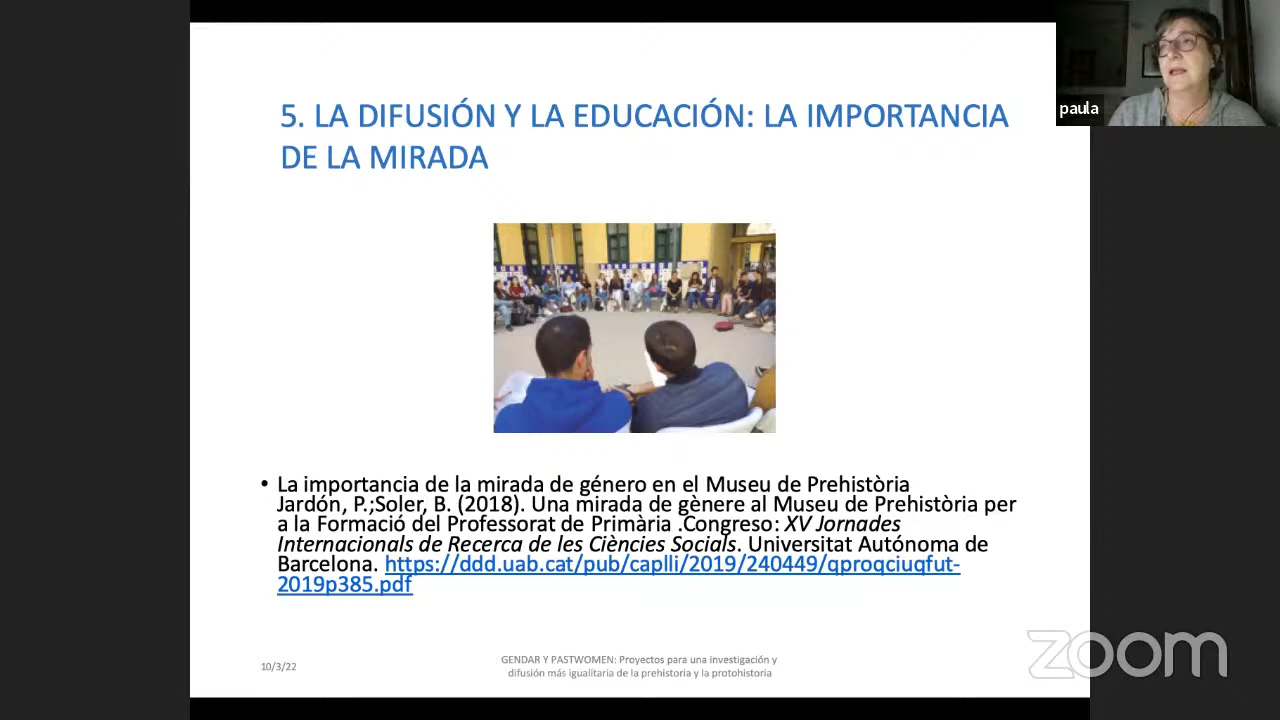 paula
5. LA DIFUSIÓN Y LA EDUCACIÓN: LA IMPORTANCIA
DE LA MIRADA
• La importancia de la mirada de género en el Museu de Prehistòria
Jardón, P.;Soler, B. (2018). Una mirada de gènere al Museu de Prehistòria per
a la Formació del Professorat de Primària .Congreso: XV Jornades
Internacionals de Recerca de les Ciències Socials. Universitat Autónoma de
Barcelona. https://ddd.uab.cat/pub/caplli/2019/240449/qproqciuqfut-
2019p385.pdf
10/3/22
GENDAR Y PASTWOMEN: Proyectos para una investigación y
difusión más igualitaria de la prehistoria y la protohistoria
zoom